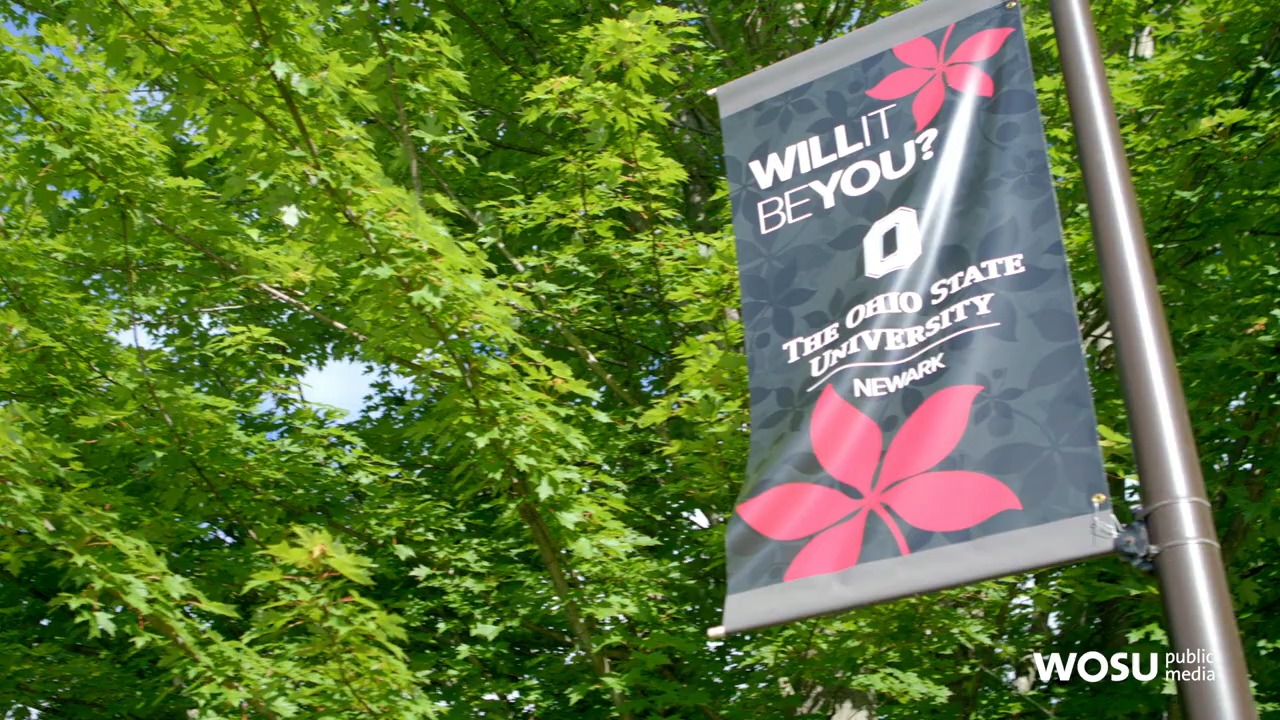 WILL IT
BE YOU?
THE OHIO STATE
UNIVERSITY
NEWARK
WOSU public
media